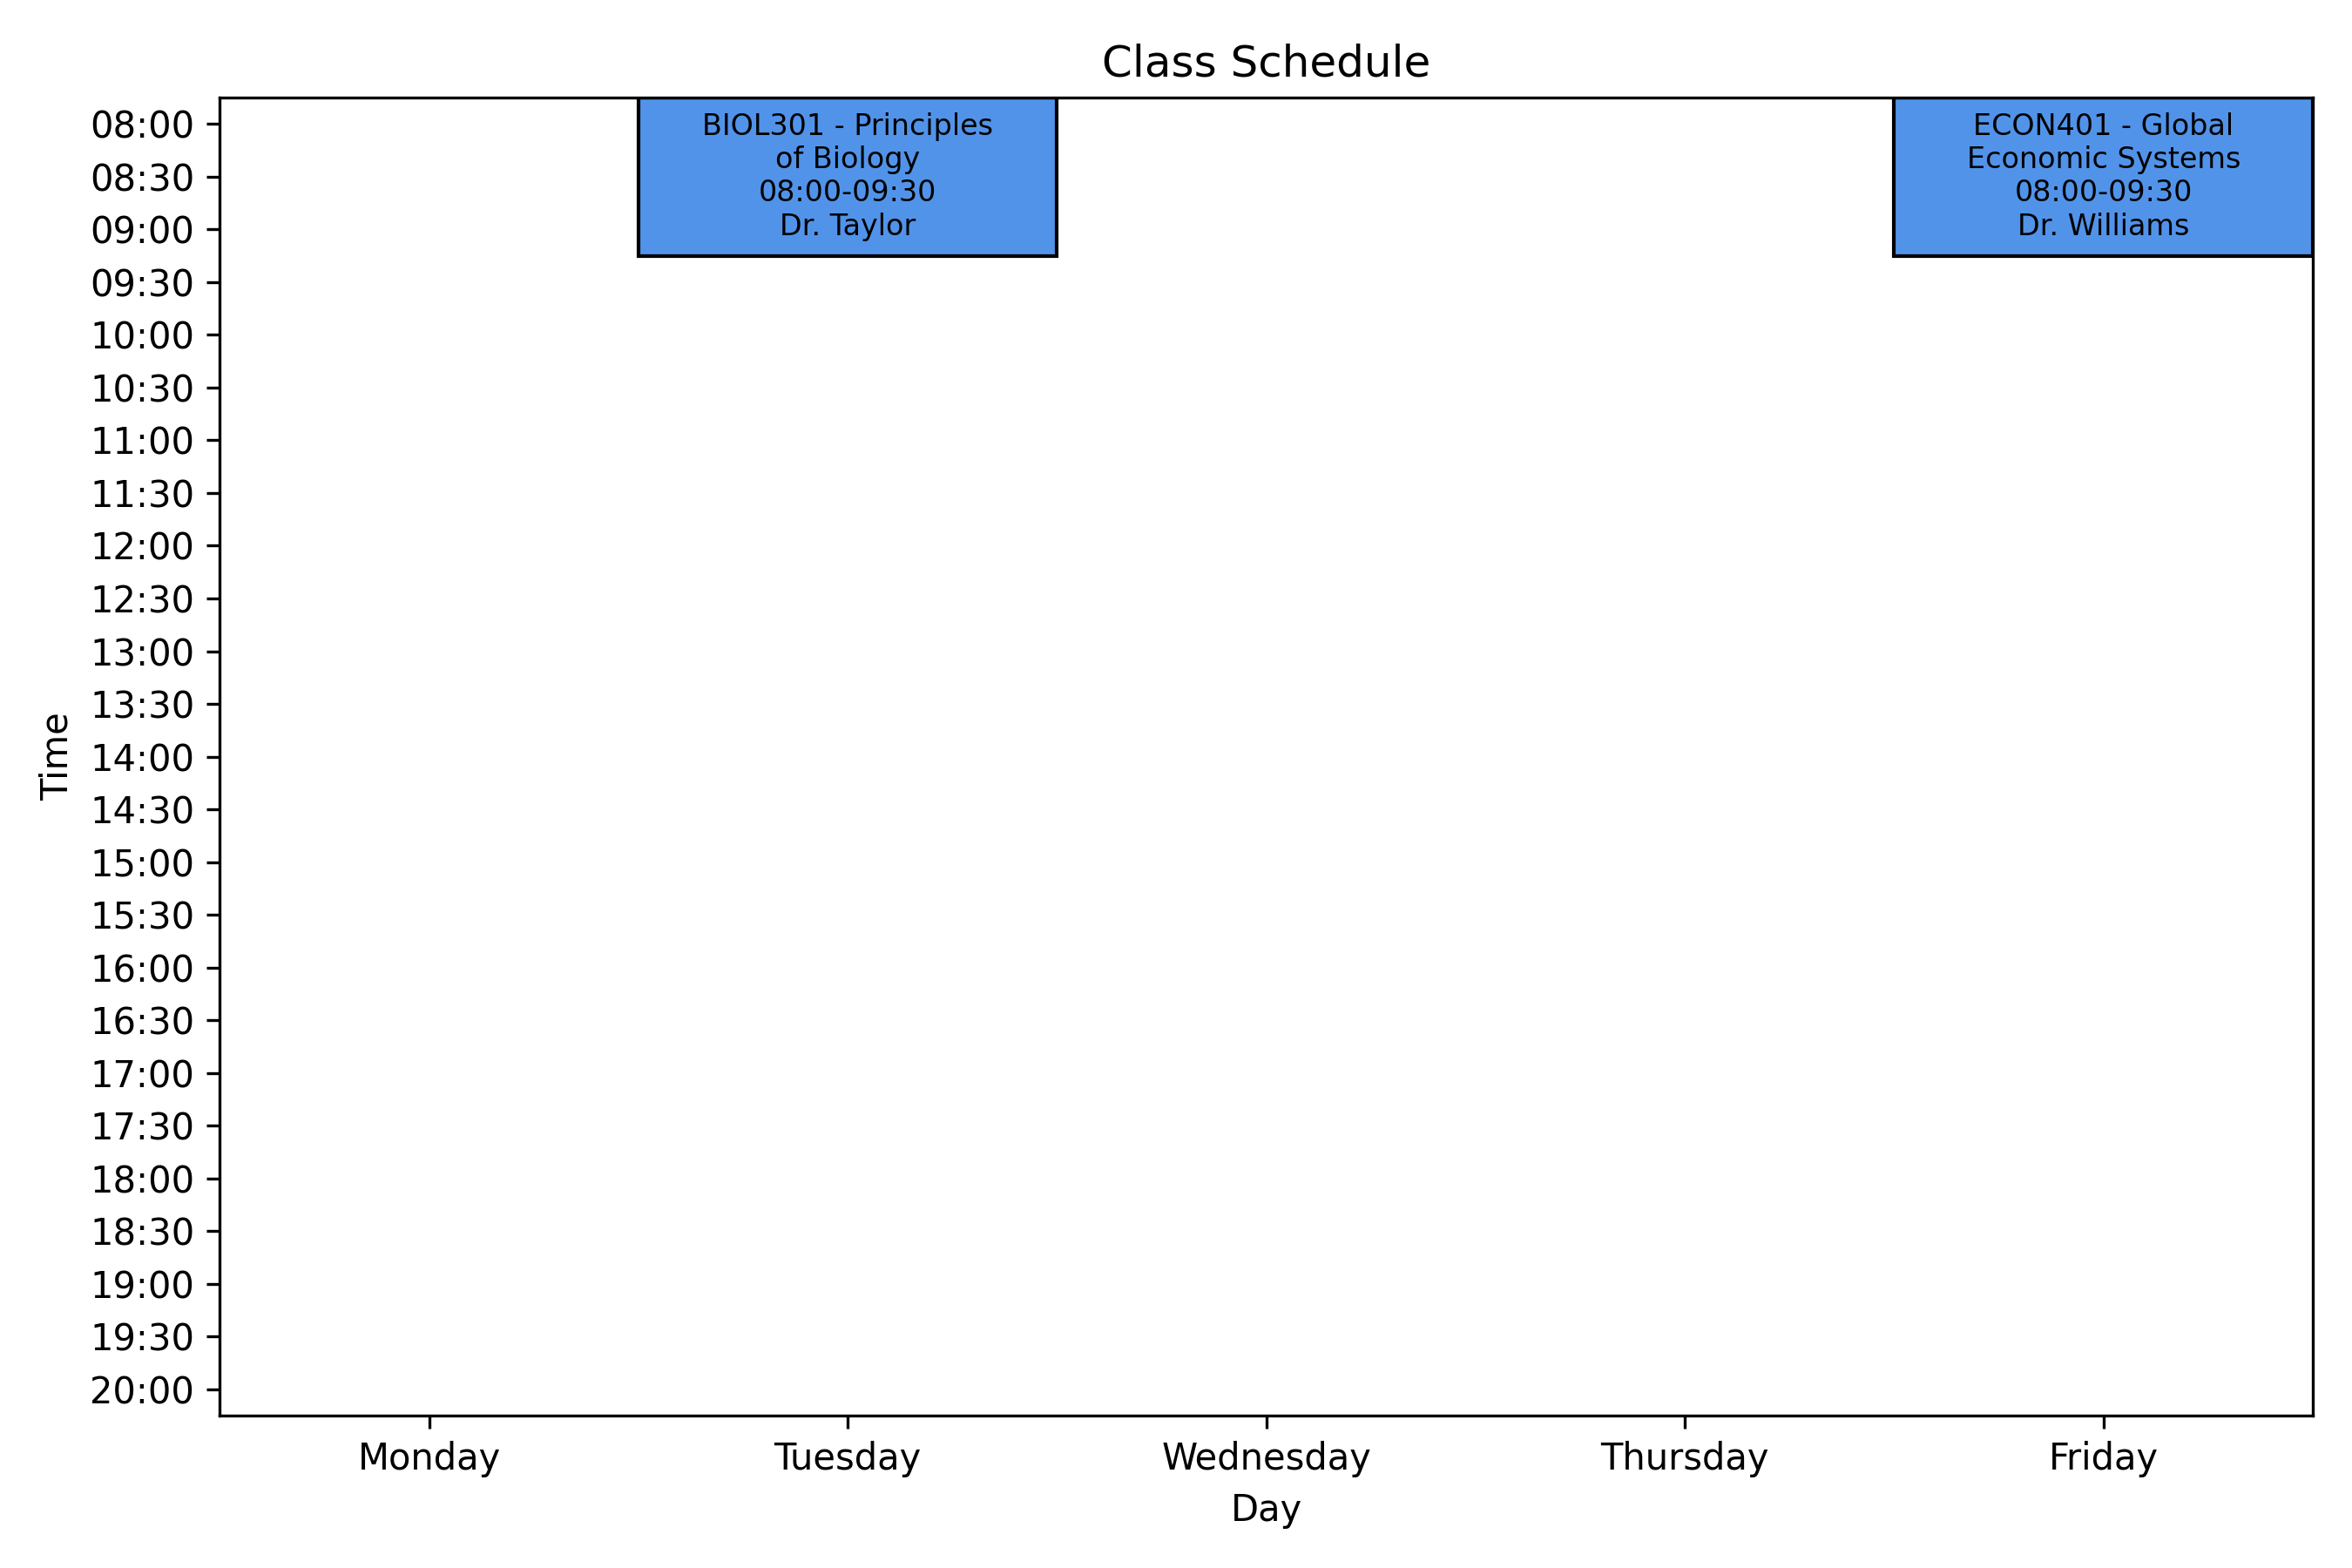 Class Schedule
08:00
08:30
09:00
09:30
10:00
10:30
11:00
11:30
12:00
12:30
13:00
13:30
14:00
14:30
15:00
15:30
16:00
16:30
17:00
17:30
18:00
18:30
19:00
19:30
20:00
Time
BIOL301 - Principles
of Biology
08:00-09:30
Dr. Taylor
ECON401 - Global
Economic Systems
08:00-09:30
Dr. Williams
Monday
Tuesday
Wednesday
Thursday
Friday
Day